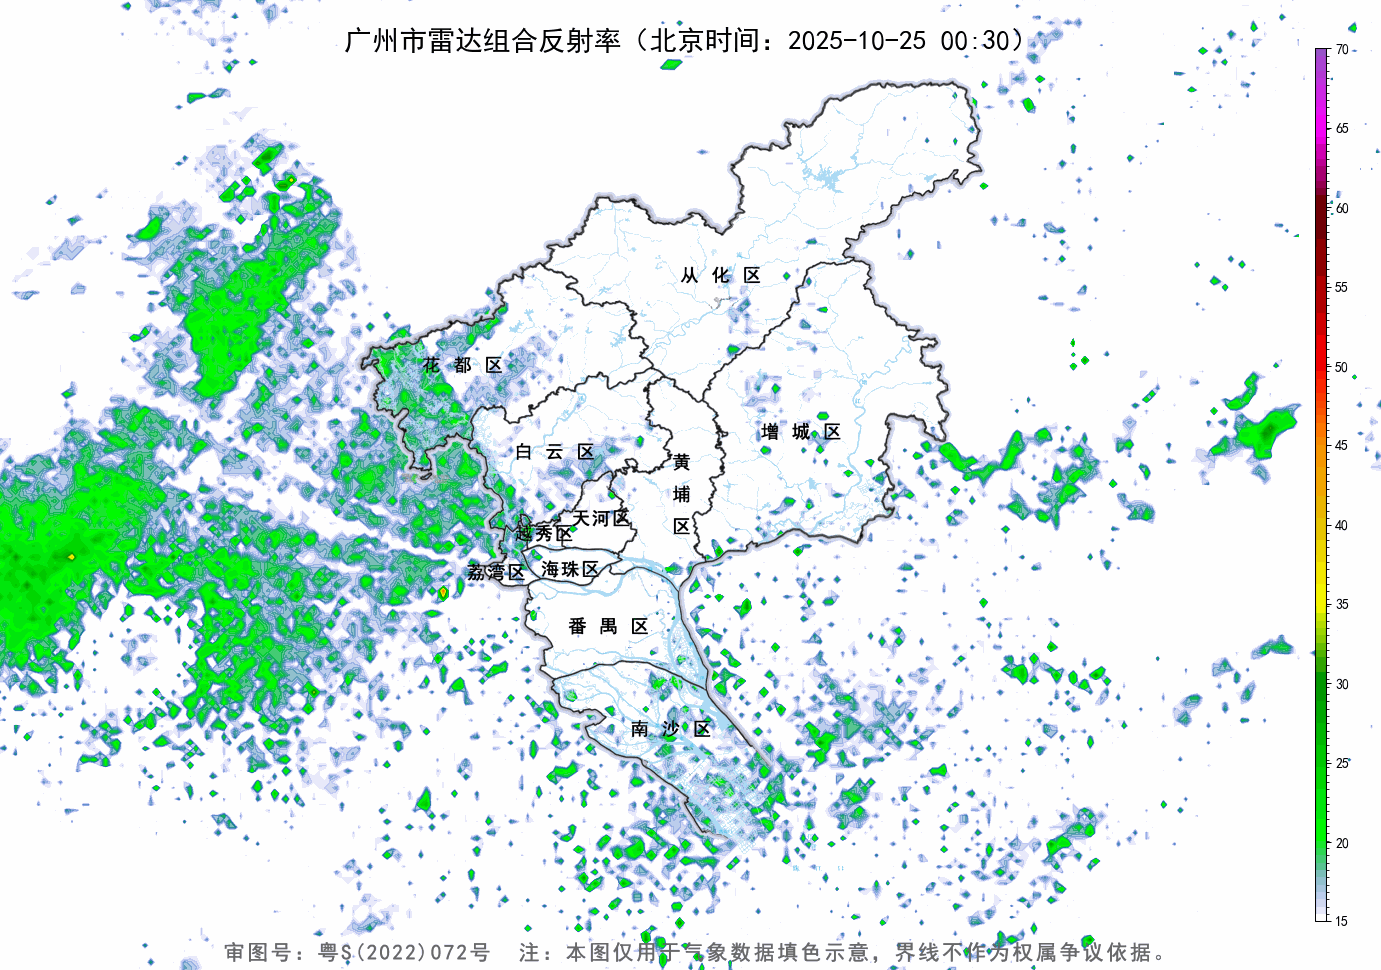 广州市雷达组合反射率（北京时间：2025-10-25 00:30）
70
65
60
55
50
45
40
35
30
25
20
15
从化区
花都区
增城区
白云区
黄埔区
天河区
越秀区
海珠区
荔湾区
番禺区
南沙区
审图号：粤S(2022)072号 注：本图仅用于气象数据填色示意，界线不作为权属争议依据。